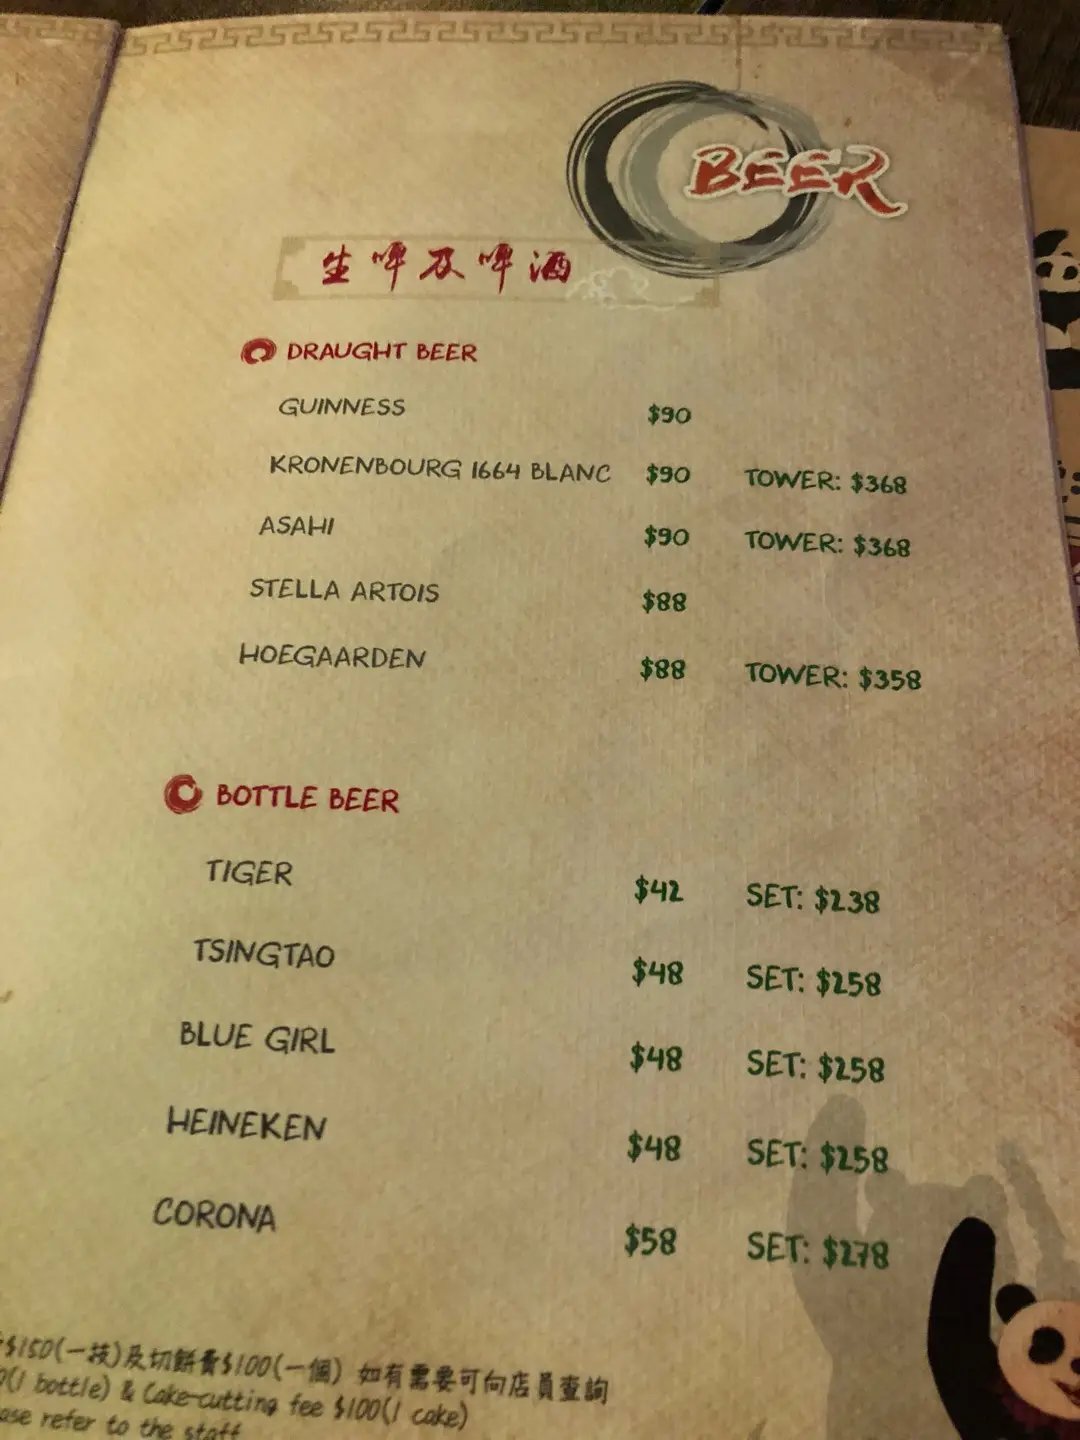 BEER
生啤及啤酒
DRAUGHT BEER
GUINNESS $90
KRONENBOURG 1664 BLANC $90 TOWER: $368
ASAHI $90 TOWER: $368
STELLA ARTOIS $88
HOEGAARDEN $88 TOWER: $358
BOTTLE BEER
TIGER $42 SET: $238
TSINGTAO $48 SET: $258
BLUE GIRL $48 SET: $258
HEINEKEN $48 SET: $258
CORONA $58 SET: $278
$150(一枝)及切餅費$100(一個) 如有需要可向店員查詢
(1 bottle) & Cake-cutting fee $100(1 cake)
refer to the staff